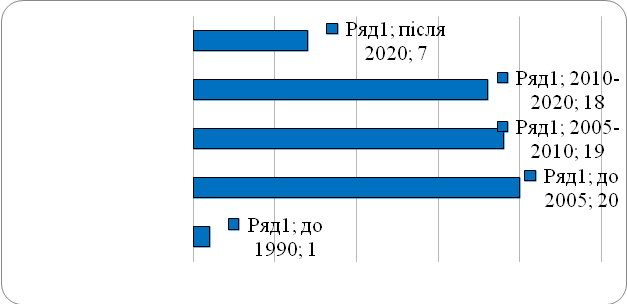 Ряд1; після
2020; 7
Ряд1; 2010-
2020; 18
Ряд1; 2005-
2010; 19
Ряд1; до
2005; 20
Ряд1; до
1990; 1